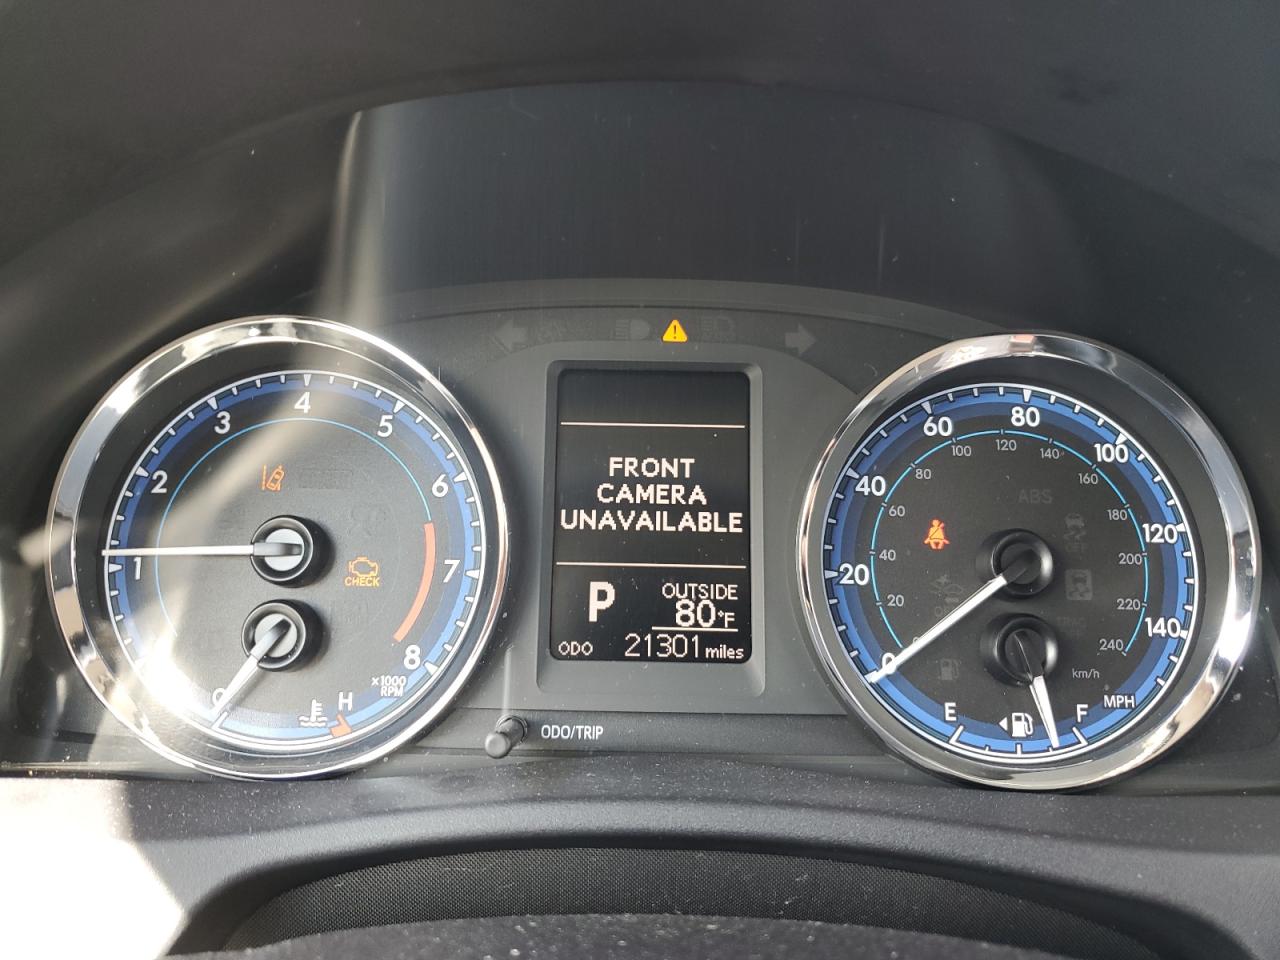 4
3
5
2
6
1
7
CHECK
0
8
×1000
RPM
H
FRONT
CAMERA
UNAVAILABLE
P
OUTSIDE
80°F
ODO 21301 miles
ODO/TRIP
60
80
100
40
120
20
140
0
MPH
80
100
120
140
60
160
ABS
180
40
200
20
220
240
km/h
E
F